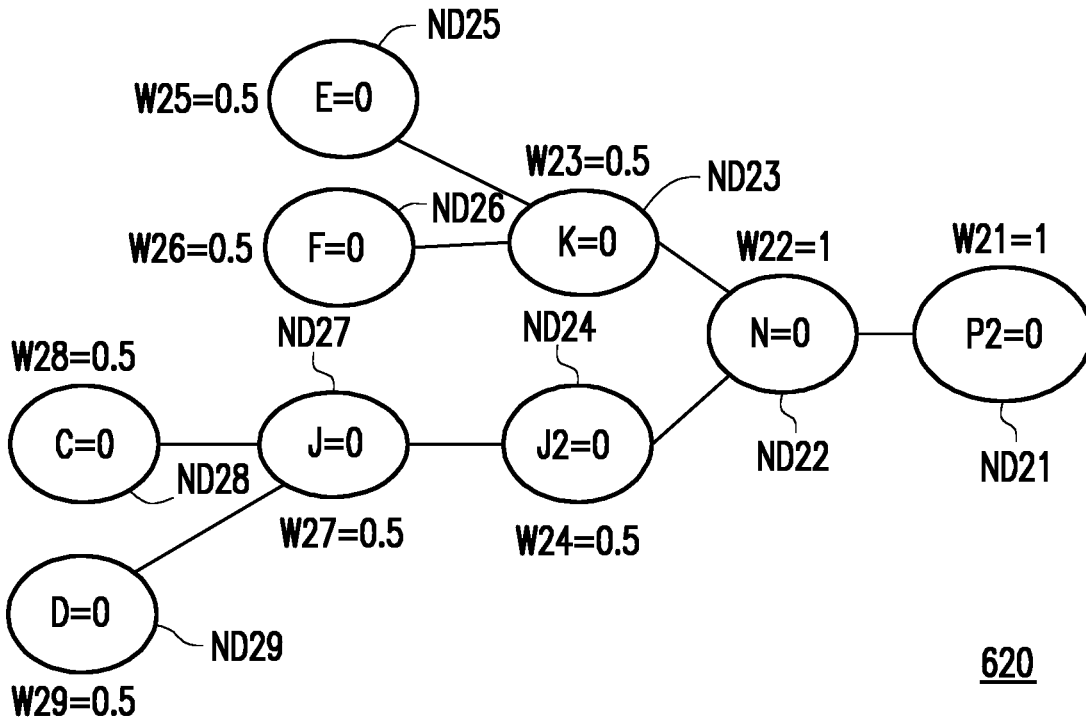 ND25
W25=0.5
E=0
W23=0.5
ND23
ND26
W26=0.5
F=0
K=0
W22=1
W21=1
ND27
ND24
N=0
P2=0
W28=0.5
C=0
J=0
J2=0
ND28
ND22
ND21
W27=0.5
W24=0.5
D=0
ND29
620
W29=0.5